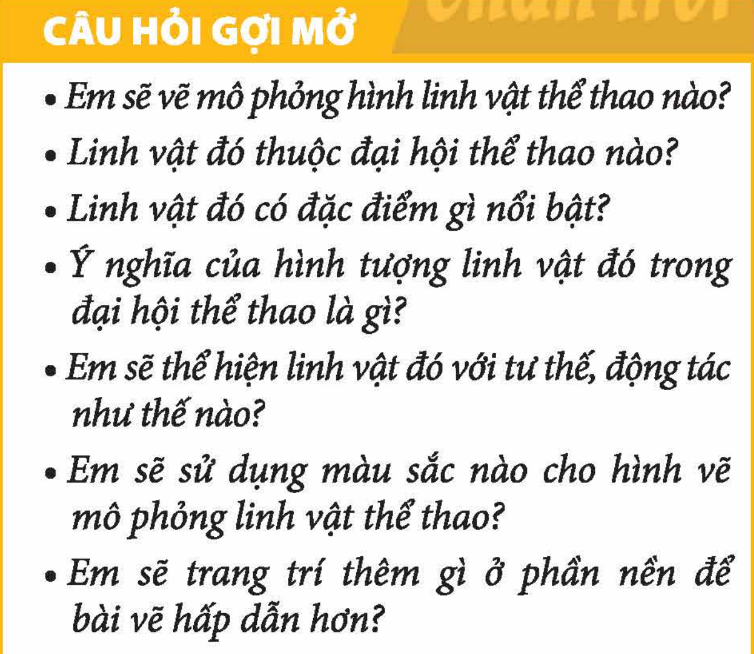 CÂU HỎI GỢI MỞ
• Em sẽ vẽ mô phỏng hình linh vật thể thao nào?
• Linh vật đó thuộc đại hội thể thao nào?
• Linh vật đó có đặc điểm gì nổi bật?
• Ý nghĩa của hình tượng linh vật đó trong
đại hội thể thao là gì?
• Em sẽ thể hiện linh vật đó với tư thế, động tác
như thế nào?
• Em sẽ sử dụng màu sắc nào cho hình vẽ
mô phỏng linh vật thể thao?
• Em sẽ trang trí thêm gì ở phần nền để
bài vẽ hấp dẫn hơn?